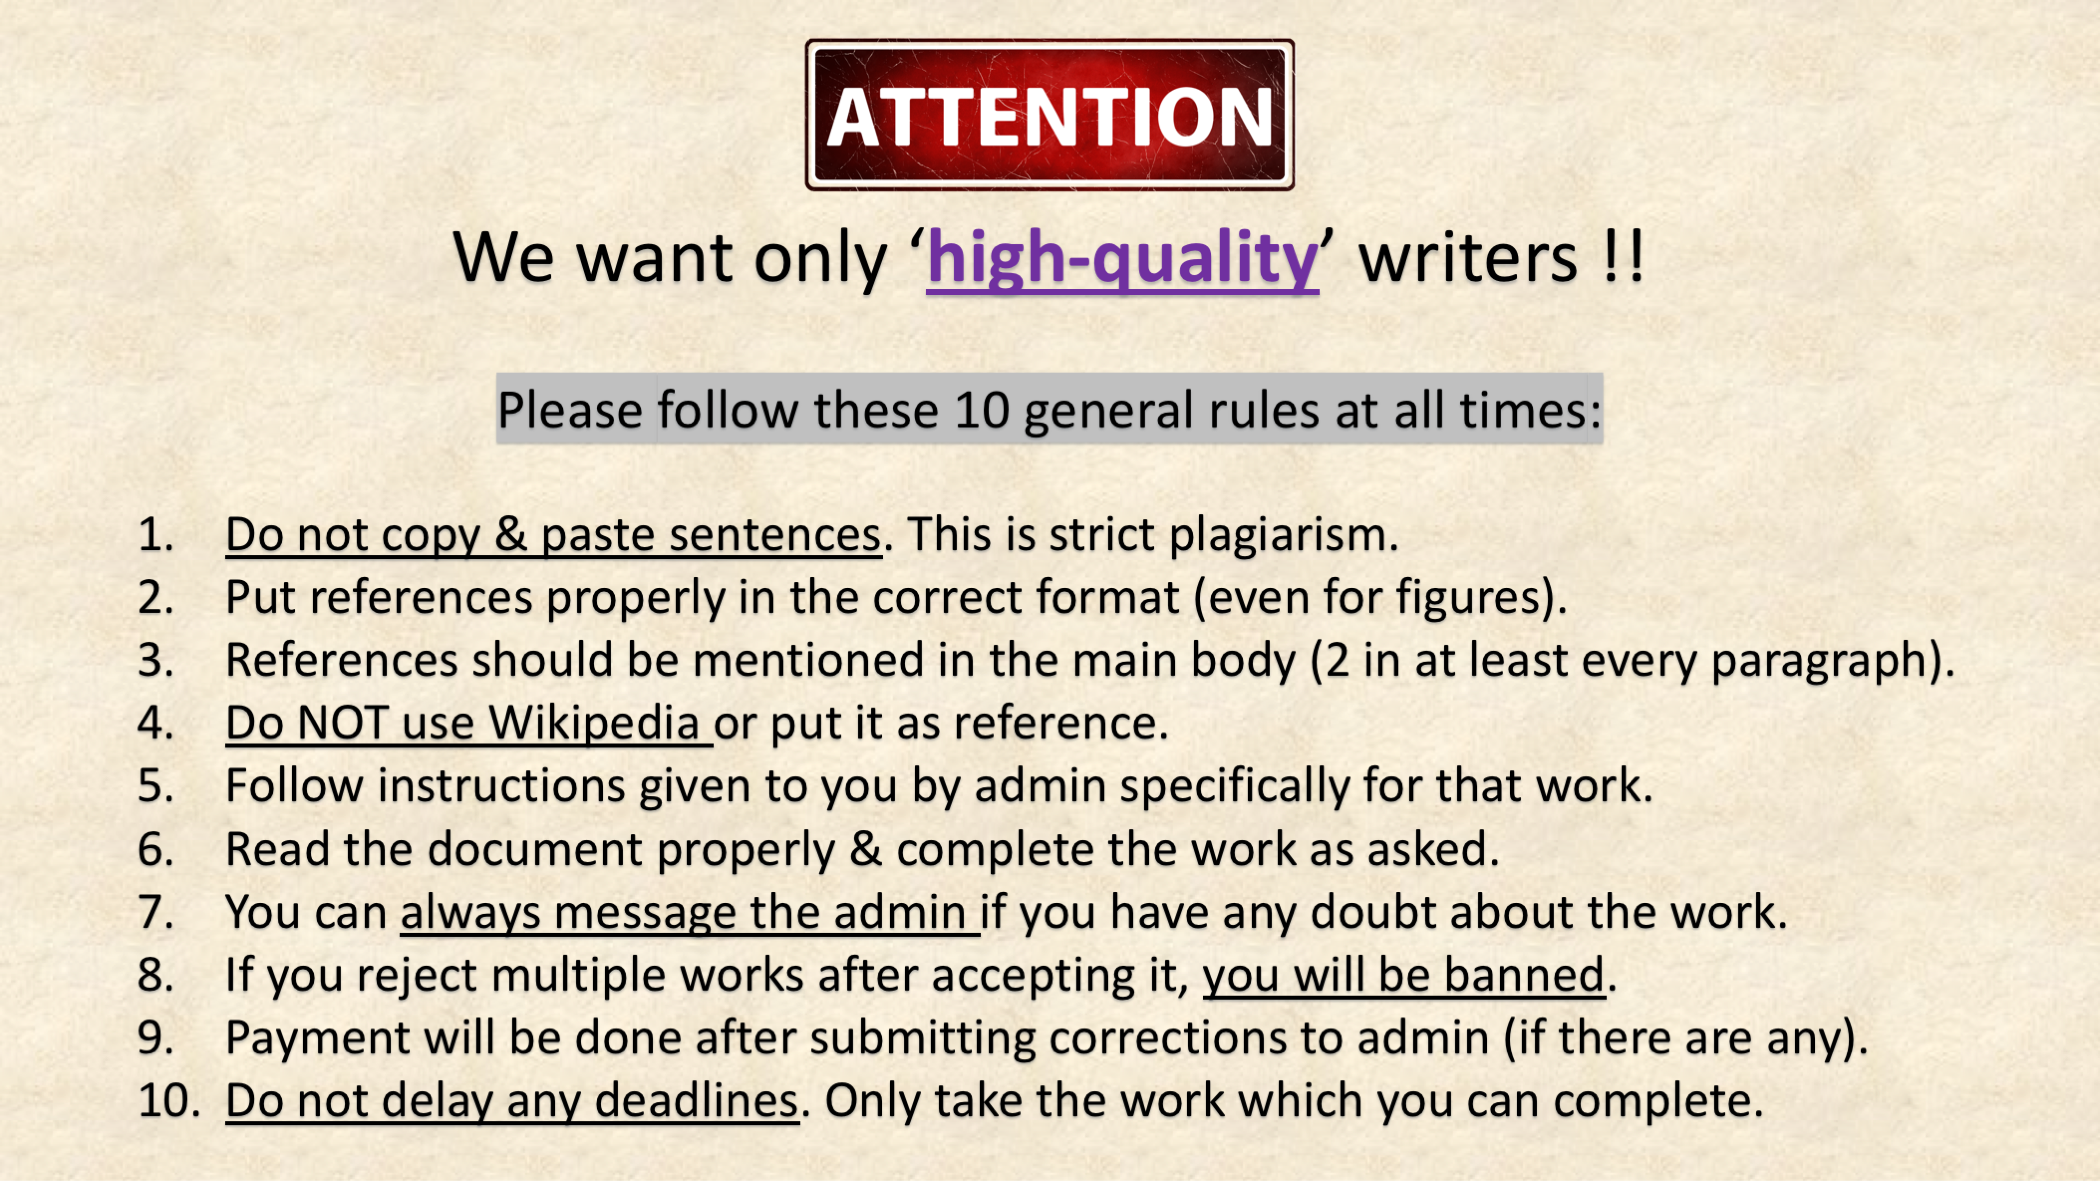 ATTENTION
We want only ‘high-quality’ writers !!
Please follow these 10 general rules at all times:
1. Do not copy & paste sentences. This is strict plagiarism.
2. Put references properly in the correct format (even for figures).
3. References should be mentioned in the main body (2 in at least every paragraph).
4. Do NOT use Wikipedia or put it as reference.
5. Follow instructions given to you by admin specifically for that work.
6. Read the document properly & complete the work as asked.
7. You can always message the admin if you have any doubt about the work.
8. If you reject multiple works after accepting it, you will be banned.
9. Payment will be done after submitting corrections to admin (if there are any).
10. Do not delay any deadlines. Only take the work which you can complete.